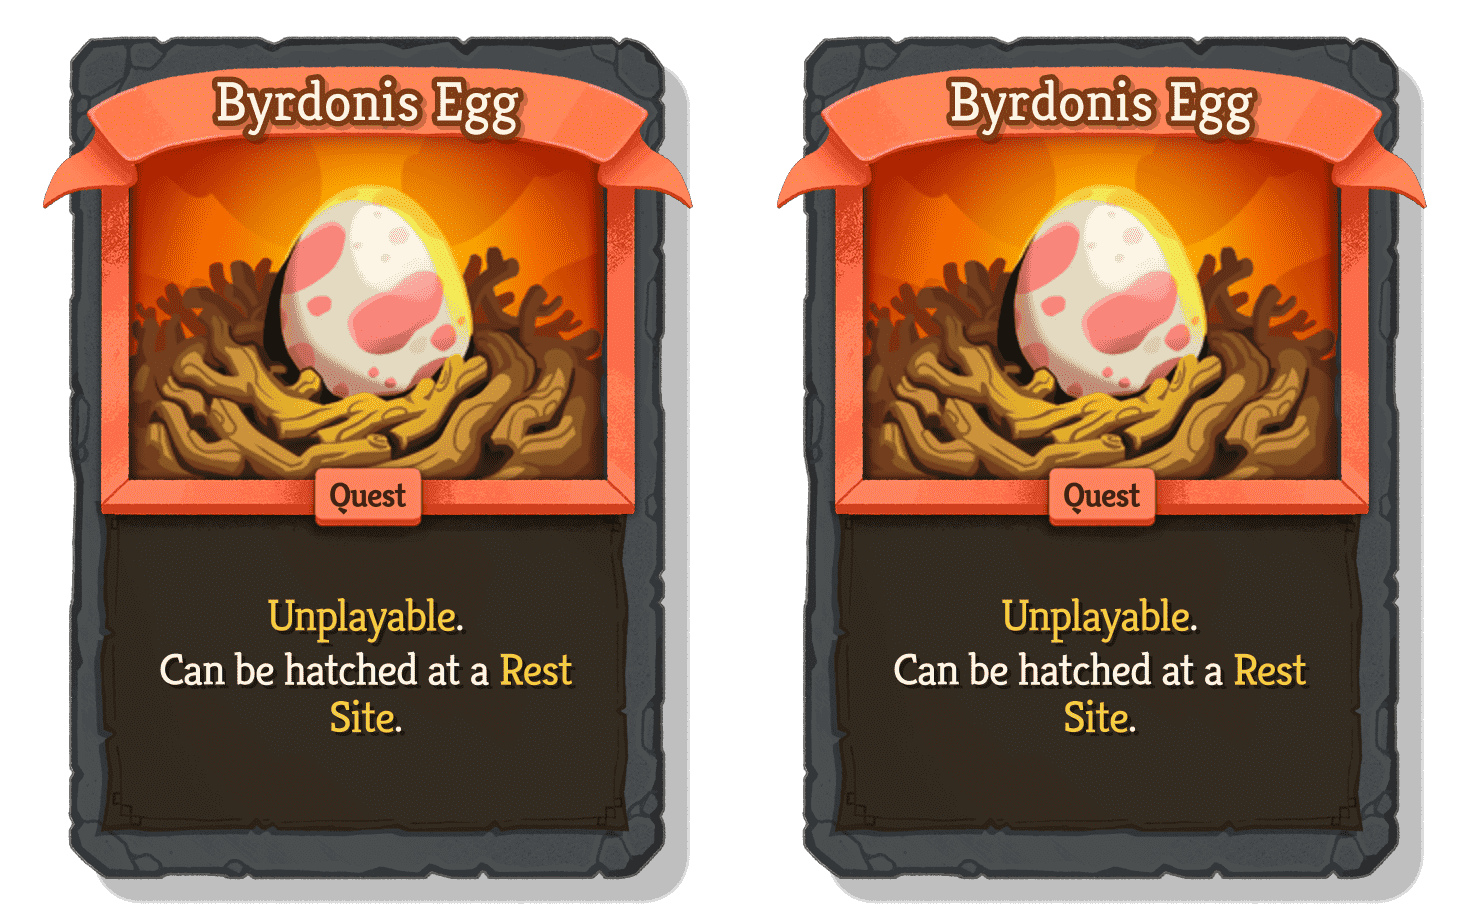 Byrdonis Egg
Quest
Unplayable.
Can be hatched at a Rest
Site.
Byrdonis Egg
Quest
Unplayable.
Can be hatched at a Rest
Site.